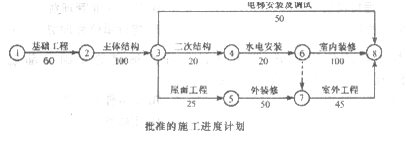 电梯安装及调试
50
基础工程 主体结构 二次结构 水电安装 室内装修
1 2 3 4 6 8
60 100 20 20 100
屋面工程 外装修 室外工程
5 7
25 50 45
批准的施工进度计划